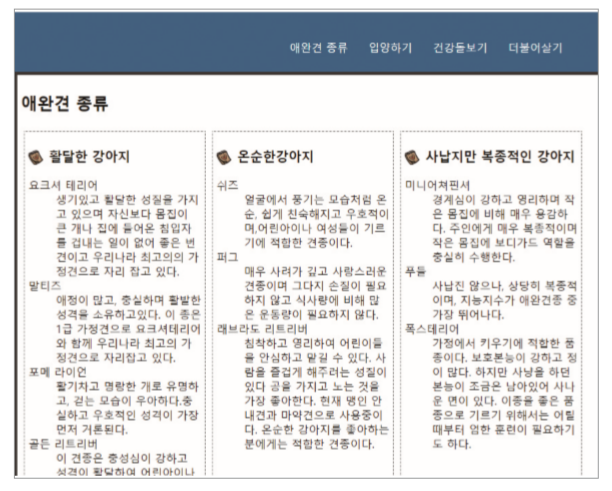 애완견 종류 입양하기 건강돌보기 더불어살기
애완견 종류
활달한 강아지
요크셔 테리어
생기있고 활달한 성질을 가지
고 있으며 자신보다 몸집이
큰 개나 집에 들어온 침입자
를 겁내는 일이 없어 좋은 번
견이고 우리나라 최고의의 가
정견으로 자리 잡고 있다.
말티즈
애정이 많고, 충실하며 활발한
성격을 소유하고있다. 이 종은
1급 가정견으로 요크셔테리어
와 함께 우리나라 최고의 가
정견으로 자리잡고 있다.
포메 라이언
활기차고 명랑한 개로 유명하
고, 걷는 모습이 우아하다.충
실하고 우호적인 성격이 가장
먼저 거론된다.
골든 리트리버
이 견종은 충성심이 강하고
성격이 활달하여 어린아이나
온순한강아지
쉬즈
얼굴에서 풍기는 모습처럼 온
순, 쉽게 친숙해지고 우호적이
며,어린아이나 여성들이 기르
기에 적합한 견종이다.
퍼그
매우 사려가 깊고 사랑스러운
견종이며 그다지 손질이 필요
하지 않고 식사량에 비해 많
은 운동량이 필요하지 않다.
래브라도 리트리버
침착하고 영리하여 어린이들
을 안심하고 맡길 수 있다. 사
람을 즐겁게 해주려는 성질이
있다 공을 가지고 노는 것을
가장 좋아한다. 현재 맹인 안
내견과 마약견으로 사용중이
다. 온순한 강아지를 좋아하는
분에게는 적합한 견종이다.
사납지만 복종적인 강아지
미니어쳐핀셔
경계심이 강하고 영리하며 작
은 몸집에 비해 매우 용감하
다. 주인에게 매우 복종적이며
작은 몸집에 보디가드 역할을
충실히 수행한다.
푸들
사납진 않으나, 상당히 복종적
이며, 지능지수가 애완견종 중
가장 뛰어나다.
폭스테리어
가정에서 키우기에 적합한 품
종이다. 보호본능이 강하고 정
이 많다. 하지만 사냥을 하던
본능이 조금은 남아있어 사나
운 면이 있다. 이종을 좋은 품
종으로 기르기 위해서는 어릴
때부터 엄한 훈련이 필요하기
도 하다.